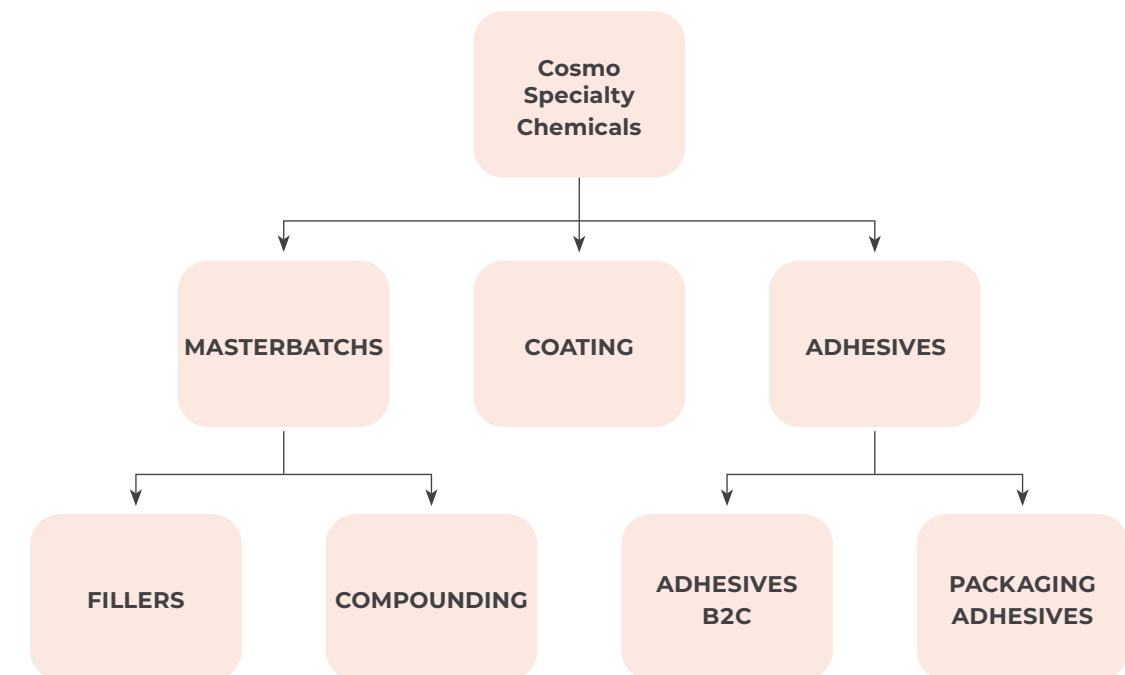 Cosmo
Specialty
Chemicals
MASTERBATCHS
COATING
ADHESIVES
FILLERS
COMPOUNDING
ADHESIVES
B2C
PACKAGING
ADHESIVES